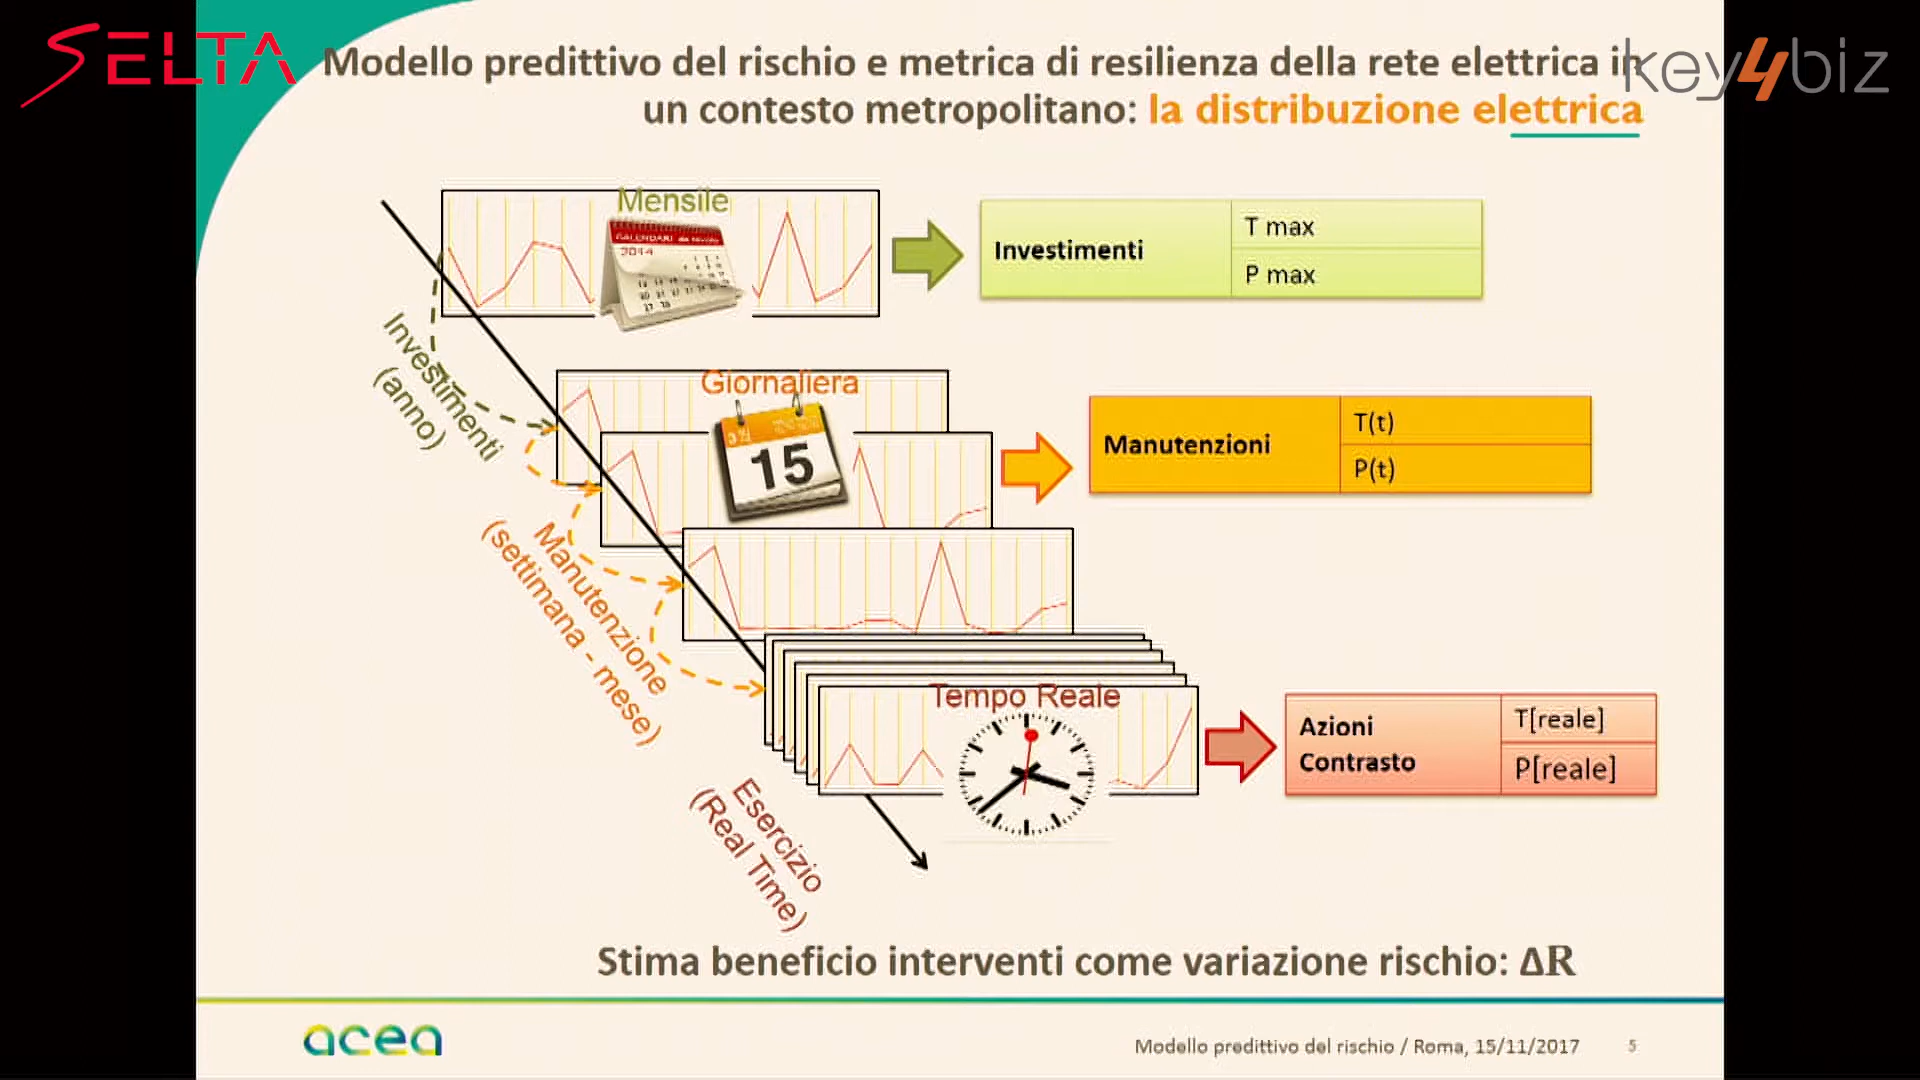 SELTA
key4biz
Modello predittivo del rischio e metrica di resilienza della rete elettrica in
un contesto metropolitano: la distribuzione elettrica
Mensile
2014
Investimenti
T max
P max
Investimenti
(anno)
Giornaliera
15
Manutenzioni
T(t)
P(t)
Manutenzione
(settimana - mese)
Tempo Reale
Azioni
Contrasto
T[reale]
P[reale]
Esercizio
(Real Time)
Stima beneficio interventi come variazione rischio: ΔR
acea
Modello predittivo del rischio / Roma, 15/11/2017
5